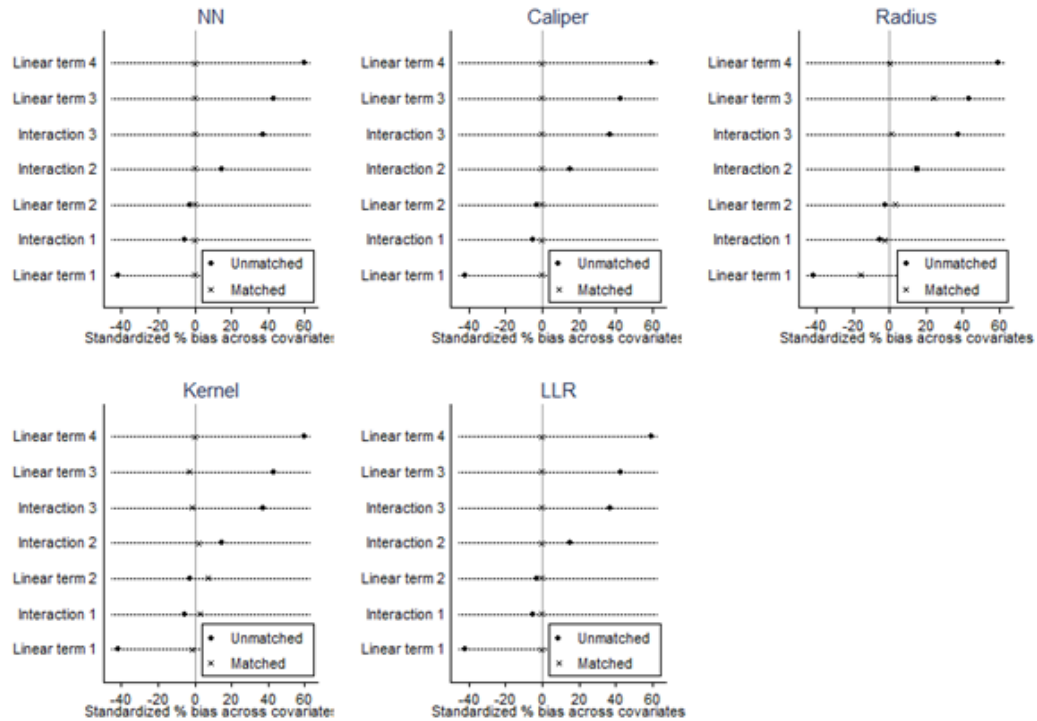 NN
Linear term 4
Linear term 3
Interaction 3
Interaction 2
Linear term 2
Interaction 1
Linear term 1
Unmatched
Matched
-40 -20 0 20 40 60
Standardized % bias across covariates
Caliper
Linear term 4
Linear term 3
Interaction 3
Interaction 2
Linear term 2
Interaction 1
Linear term 1
Unmatched
Matched
-40 -20 0 20 40 60
Standardized % bias across covariates
Radius
Linear term 4
Linear term 3
Interaction 3
Interaction 2
Linear term 2
Interaction 1
Linear term 1
Unmatched
Matched
-40 -20 0 20 40 60
Standardized % bias across covariates
Kernel
Linear term 4
Linear term 3
Interaction 3
Interaction 2
Linear term 2
Interaction 1
Linear term 1
Unmatched
Matched
-40 -20 0 20 40 60
Standardized % bias across covariates
LLR
Linear term 4
Linear term 3
Interaction 3
Interaction 2
Linear term 2
Interaction 1
Linear term 1
Unmatched
Matched
-40 -20 0 20 40 60
Standardized % bias across covariates